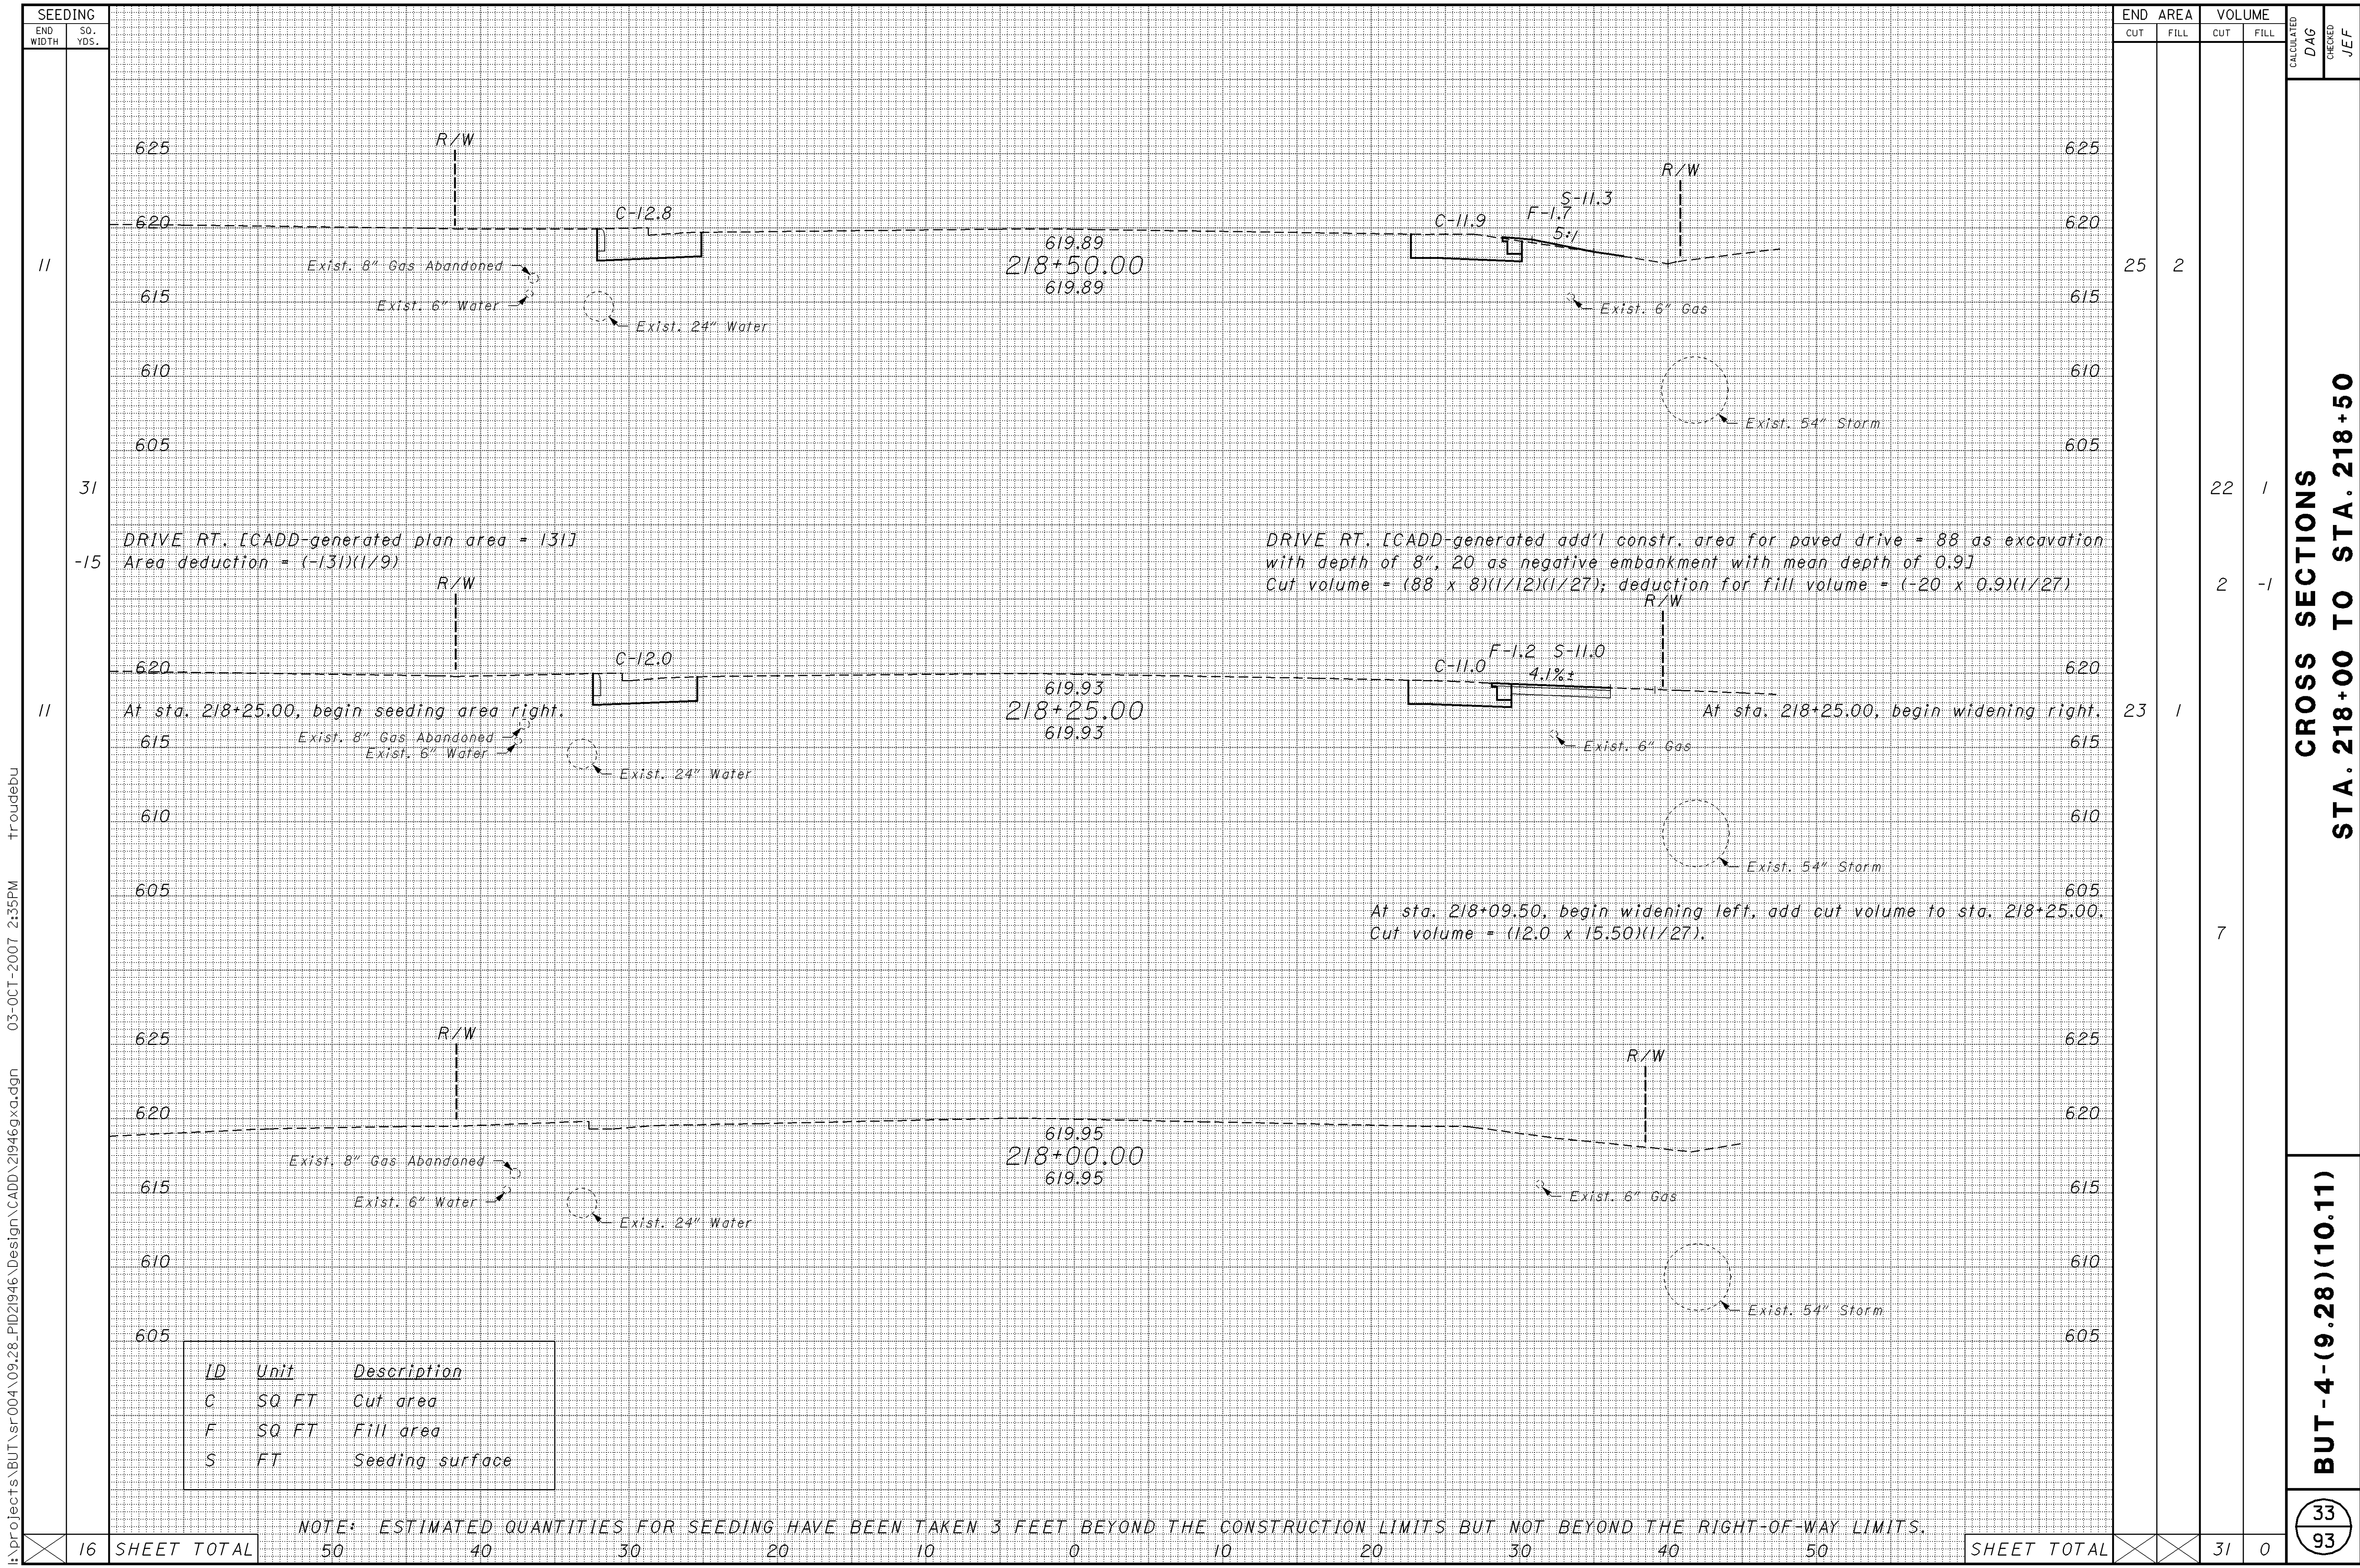 SEEDING
END WIDTH
SQ. YDS.
END AREA
VOLUME
CUT
FILL
CUT
FILL
CALCULATED
DAG
CHECKED
JEF
R/W
625
625
R/W
S-11.3
C-12.8
F-1.7
620
C-11.9
620
5:1
619.89
11
Exist. 8" Gas Abandoned
218+50.00
25
2
619.89
615
Exist. 6" Water
615
Exist. 6" Gas
Exist. 24" Water
610
610
Exist. 54" Storm
605
605
31
22
1
DRIVE RT. [CADD-generated plan area = 131]
-15
Area deduction = (-131)(1/9)
DRIVE RT. [CADD-generated add'l constr. area for paved drive = 88 as excavation
with depth of 8", 20 as negative embankment with mean depth of 0.9]
Cut volume = (88 x 8)(1/12)(1/27); deduction for fill volume = (-20 x 0.9)(1/27)
2
-1
R/W
R/W
F-1.2
S-11.0
C-12.0
C-11.0
620
4.1%±
620
619.93
11
At sta. 218+25.00, begin seeding area right.
218+25.00
At sta. 218+25.00, begin widening right.
23
1
619.93
Exist. 8" Gas Abandoned
615
Exist. 6" Water
Exist. 6" Gas
615
Exist. 24" Water
610
610
Exist. 54" Storm
605
605
At sta. 218+09.50, begin widening left, add cut volume to sta. 218+25.00.
Cut volume = (12.0 x 15.50)(1/27).
7
R/W
625
625
R/W
620
620
619.95
218+00.00
619.95
Exist. 8" Gas Abandoned
615
615
Exist. 6" Water
Exist. 6" Gas
Exist. 24" Water
610
610
Exist. 54" Storm
605
605
ID Unit Description
C SQ FT Cut area
F SQ FT Fill area
S FT Seeding surface
NOTE: ESTIMATED QUANTITIES FOR SEEDING HAVE BEEN TAKEN 3 FEET BEYOND THE CONSTRUCTION LIMITS BUT NOT BEYOND THE RIGHT-OF-WAY LIMITS.
16
SHEET TOTAL
50 40 30 20 10 0 10 20 30 40 50
SHEET TOTAL
31
0
CROSS SECTIONS
STA. 218+00 TO STA. 218+50
BUT-4-(9.28)(10.11)
33
93
I:\projects\BUT\sr004\09.28_PID21946\Design\CADD\21946gxa.dgn 03-OCT-2007 2:35PM troudebu